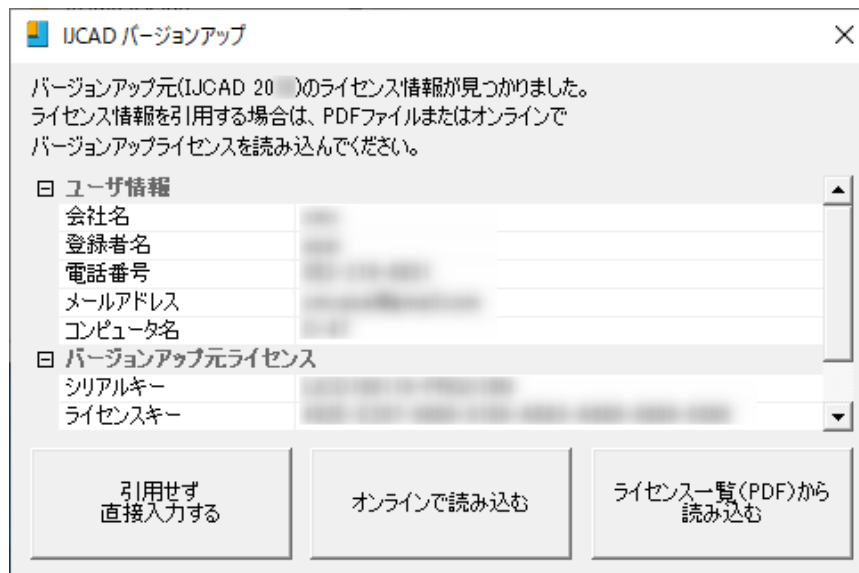 IJCAD バージョンアップ
バージョンアップ元(IJCAD 20 )のライセンス情報が見つかりました。
ライセンス情報を引用する場合は、PDFファイルまたはオンラインで
バージョンアップライセンスを読み込んでください。
ユーザ情報
会社名
登録者名
電話番号
メールアドレス
コンピュータ名
バージョンアップ元ライセンス
シリアルキー
ライセンスキー
引用せず
直接入力する
オンラインで読み込む
ライセンス一覧(PDF)から
読み込む